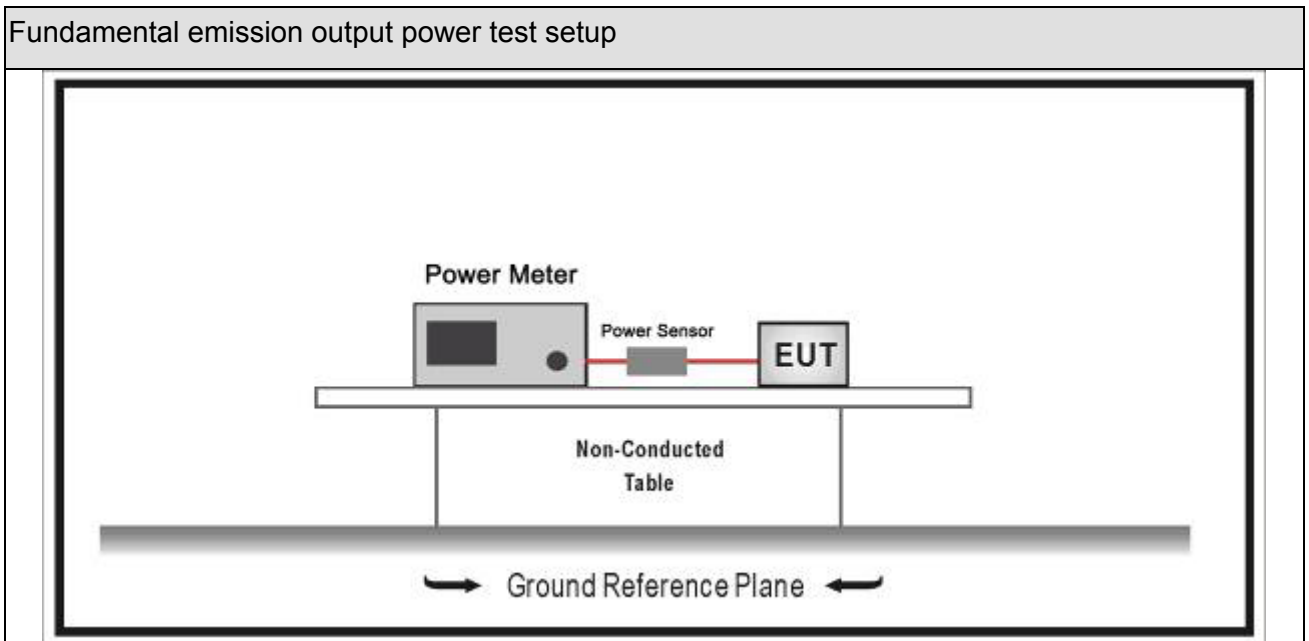 Fundamental emission output power test setup
Power Meter
Power Sensor
EUT
Non-Conducted
Table
Ground Reference Plane